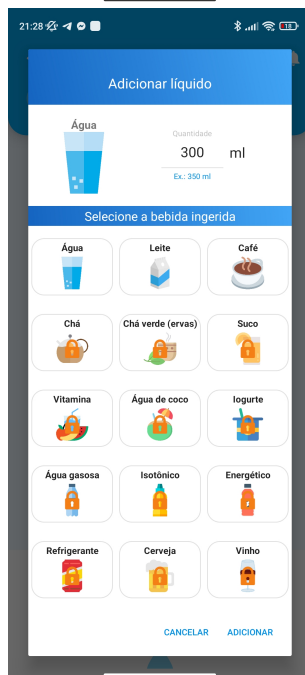 21:28
18
Adicionar líquido
Água
Quantidade
300 ml
Ex.: 350 ml
Selecione a bebida ingerida
Água Leite Café
Chá Chá verde (ervas) Suco
Vitamina Água de coco Iogurte
Água gasosa Isotônico Energético
Refrigerante Cerveja Vinho
CANCELAR ADICIONAR